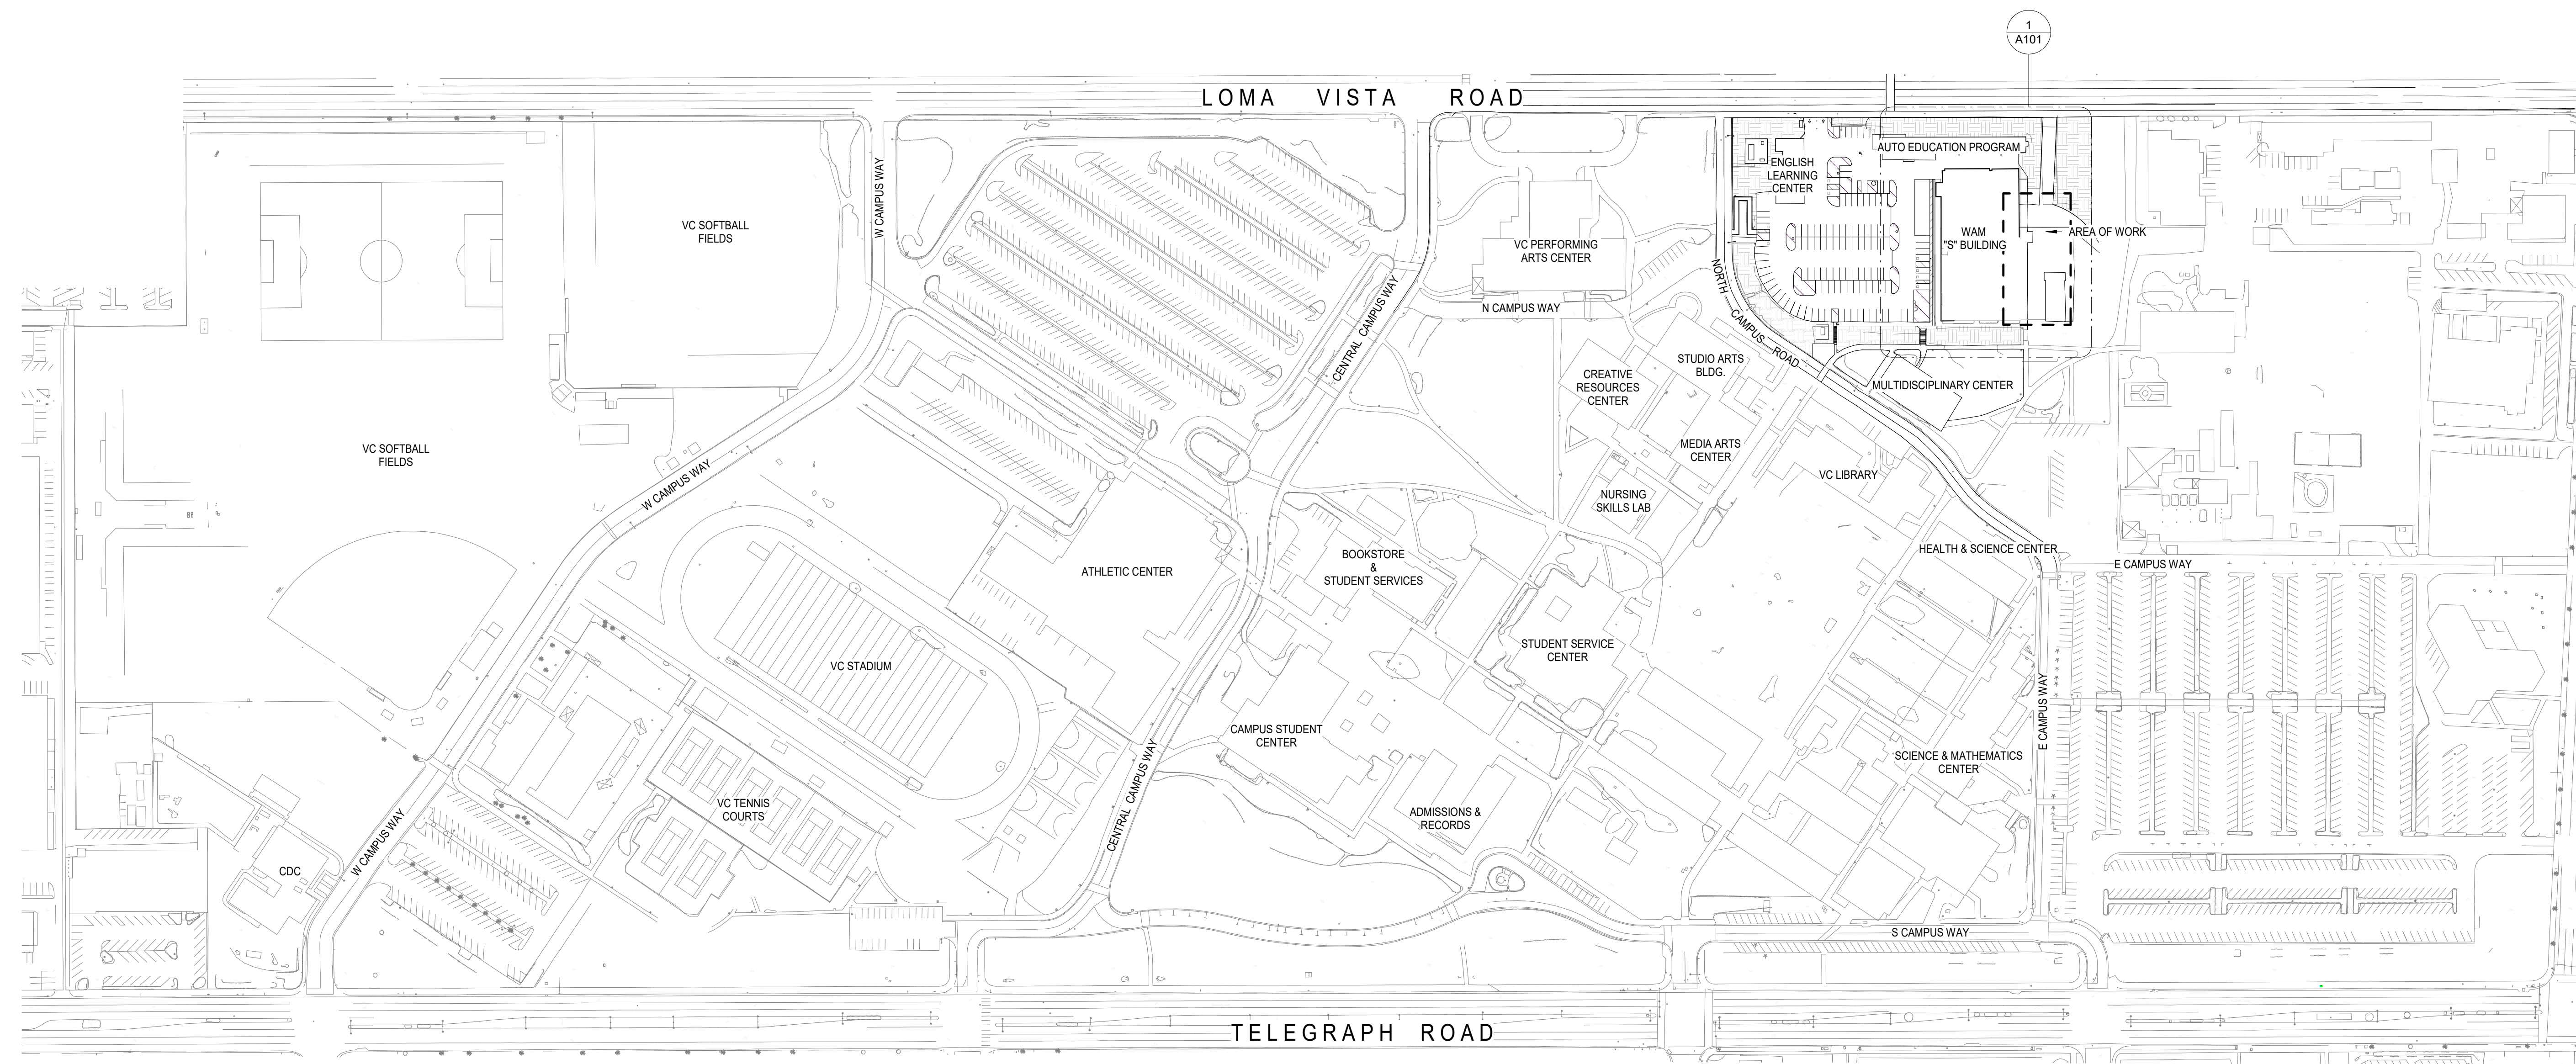 1
A101
LOMA VISTA ROAD
W CAMPUS WAY
VC SOFTBALL
FIELDS
ENGLISH
LEARNING
CENTER
AUTO EDUCATION PROGRAM
WAM
"S" BUILDING
AREA OF WORK
VC PERFORMING
ARTS CENTER
N CAMPUS WAY
CENTRAL CAMPUS WAY
NORTH CAMPUS ROAD
STUDIO ARTS
BLDG.
CREATIVE
RESOURCES
CENTER
MULTIDISCIPLINARY CENTER
MEDIA ARTS
CENTER
VC SOFTBALL
FIELDS
W CAMPUS WAY
VC LIBRARY
NURSING
SKILLS LAB
BOOKSTORE
&
STUDENT SERVICES
HEALTH & SCIENCE CENTER
E CAMPUS WAY
ATHLETIC CENTER
STUDENT SERVICE
CENTER
VC STADIUM
E CAMPUS WAY
CAMPUS STUDENT
CENTER
SCIENCE & MATHEMATICS
CENTER
CENTRAL CAMPUS WAY
VC TENNIS
COURTS
ADMISSIONS &
RECORDS
W CAMPUS WAY
CDC
S CAMPUS WAY
TELEGRAPH ROAD